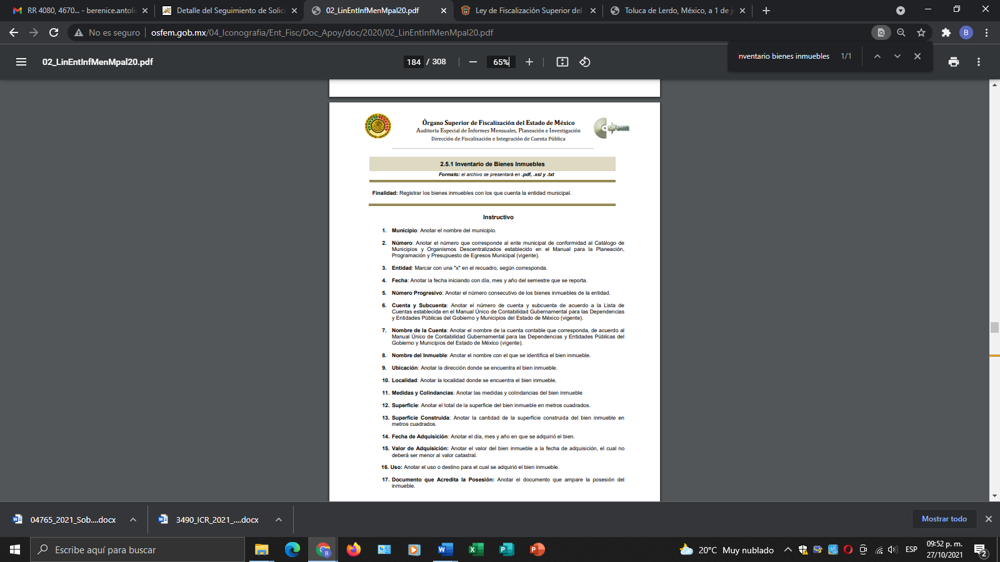 RR 4080, 4670... - berenice.antoli
Detalle del Seguimiento de Solici
02_LinEntInfMenMpal20.pdf
Ley de Fiscalización Superior del
Toluca de Lerdo, México, a 1 de ju
No es seguro
osfem.gob.mx/04_Iconografia/Ent_Fisc/Doc_Apoy/doc/2020/02_LinEntInfMenMpal20.pdf
B
02_LinEntInfMenMpal20.pdf
184 / 308
65%
inventario bienes inmuebles 1/1
Órgano Superior de Fiscalización del Estado de México
Auditoría Especial de Informes Mensuales, Planeación e Investigación
Dirección de Fiscalización e Integración de Cuenta Pública
osfem
2.5.1 Inventario de Bienes Inmuebles
Formato: el archivo se presentará en .pdf, .xsl y .txt
Finalidad: Registrar los bienes inmuebles con los que cuenta la entidad municipal.
Instructivo
1. Municipio: Anotar el nombre del municipio.
2. Número: Anotar el número que corresponde al ente municipal de conformidad al Catálogo de
Municipios y Organismos Descentralizados establecido en el Manual para la Planeación,
Programación y Presupuesto de Egresos Municipal (vigente).
3. Entidad: Marcar con una "x" en el recuadro, según corresponda.
4. Fecha: Anotar la fecha iniciando con día, mes y año del semestre que se reporta.
5. Número Progresivo: Anotar el número consecutivo de los bienes inmuebles de la entidad.
6. Cuenta y Subcuenta: Anotar el número de cuenta y subcuenta de acuerdo a la Lista de
Cuentas establecida en el Manual Único de Contabilidad Gubernamental para las Dependencias
y Entidades Públicas del Gobierno y Municipios del Estado de México (vigente).
7. Nombre de la Cuenta: Anotar el nombre de la cuenta contable que corresponda, de acuerdo al
Manual Único de Contabilidad Gubernamental para las Dependencias y Entidades Públicas del
Gobierno y Municipios del Estado de México (vigente).
8. Nombre del Inmueble: Anotar el nombre con el que se identifica el bien inmueble.
9. Ubicación: Anotar la dirección donde se encuentra el bien inmueble.
10. Localidad: Anotar la localidad donde se encuentra el bien inmueble.
11. Medidas y Colindancias: Anotar las medidas y colindancias del bien inmueble
12. Superficie: Anotar el total de la superficie del bien inmueble en metros cuadrados.
13. Superficie Construida: Anotar la cantidad de la superficie construida del bien inmueble en
metros cuadrados.
14. Fecha de Adquisición: Anotar el día, mes y año en que se adquirió el bien.
15. Valor de Adquisición: Anotar el valor del bien inmueble a la fecha de adquisición, el cual no
deberá ser menor al valor catastral.
16. Uso: Anotar el uso o destino para el cual se adquirió el bien inmueble.
17. Documento que Acredita la Posesión: Anotar el documento que ampare la posesión del
inmueble.
04765_2021_Sob....docx
3490_ICR_2021_....docx
Mostrar todo
Escribe aquí para buscar
20°C Muy nublado
ESP
09:52 p. m.
27/10/2021
2